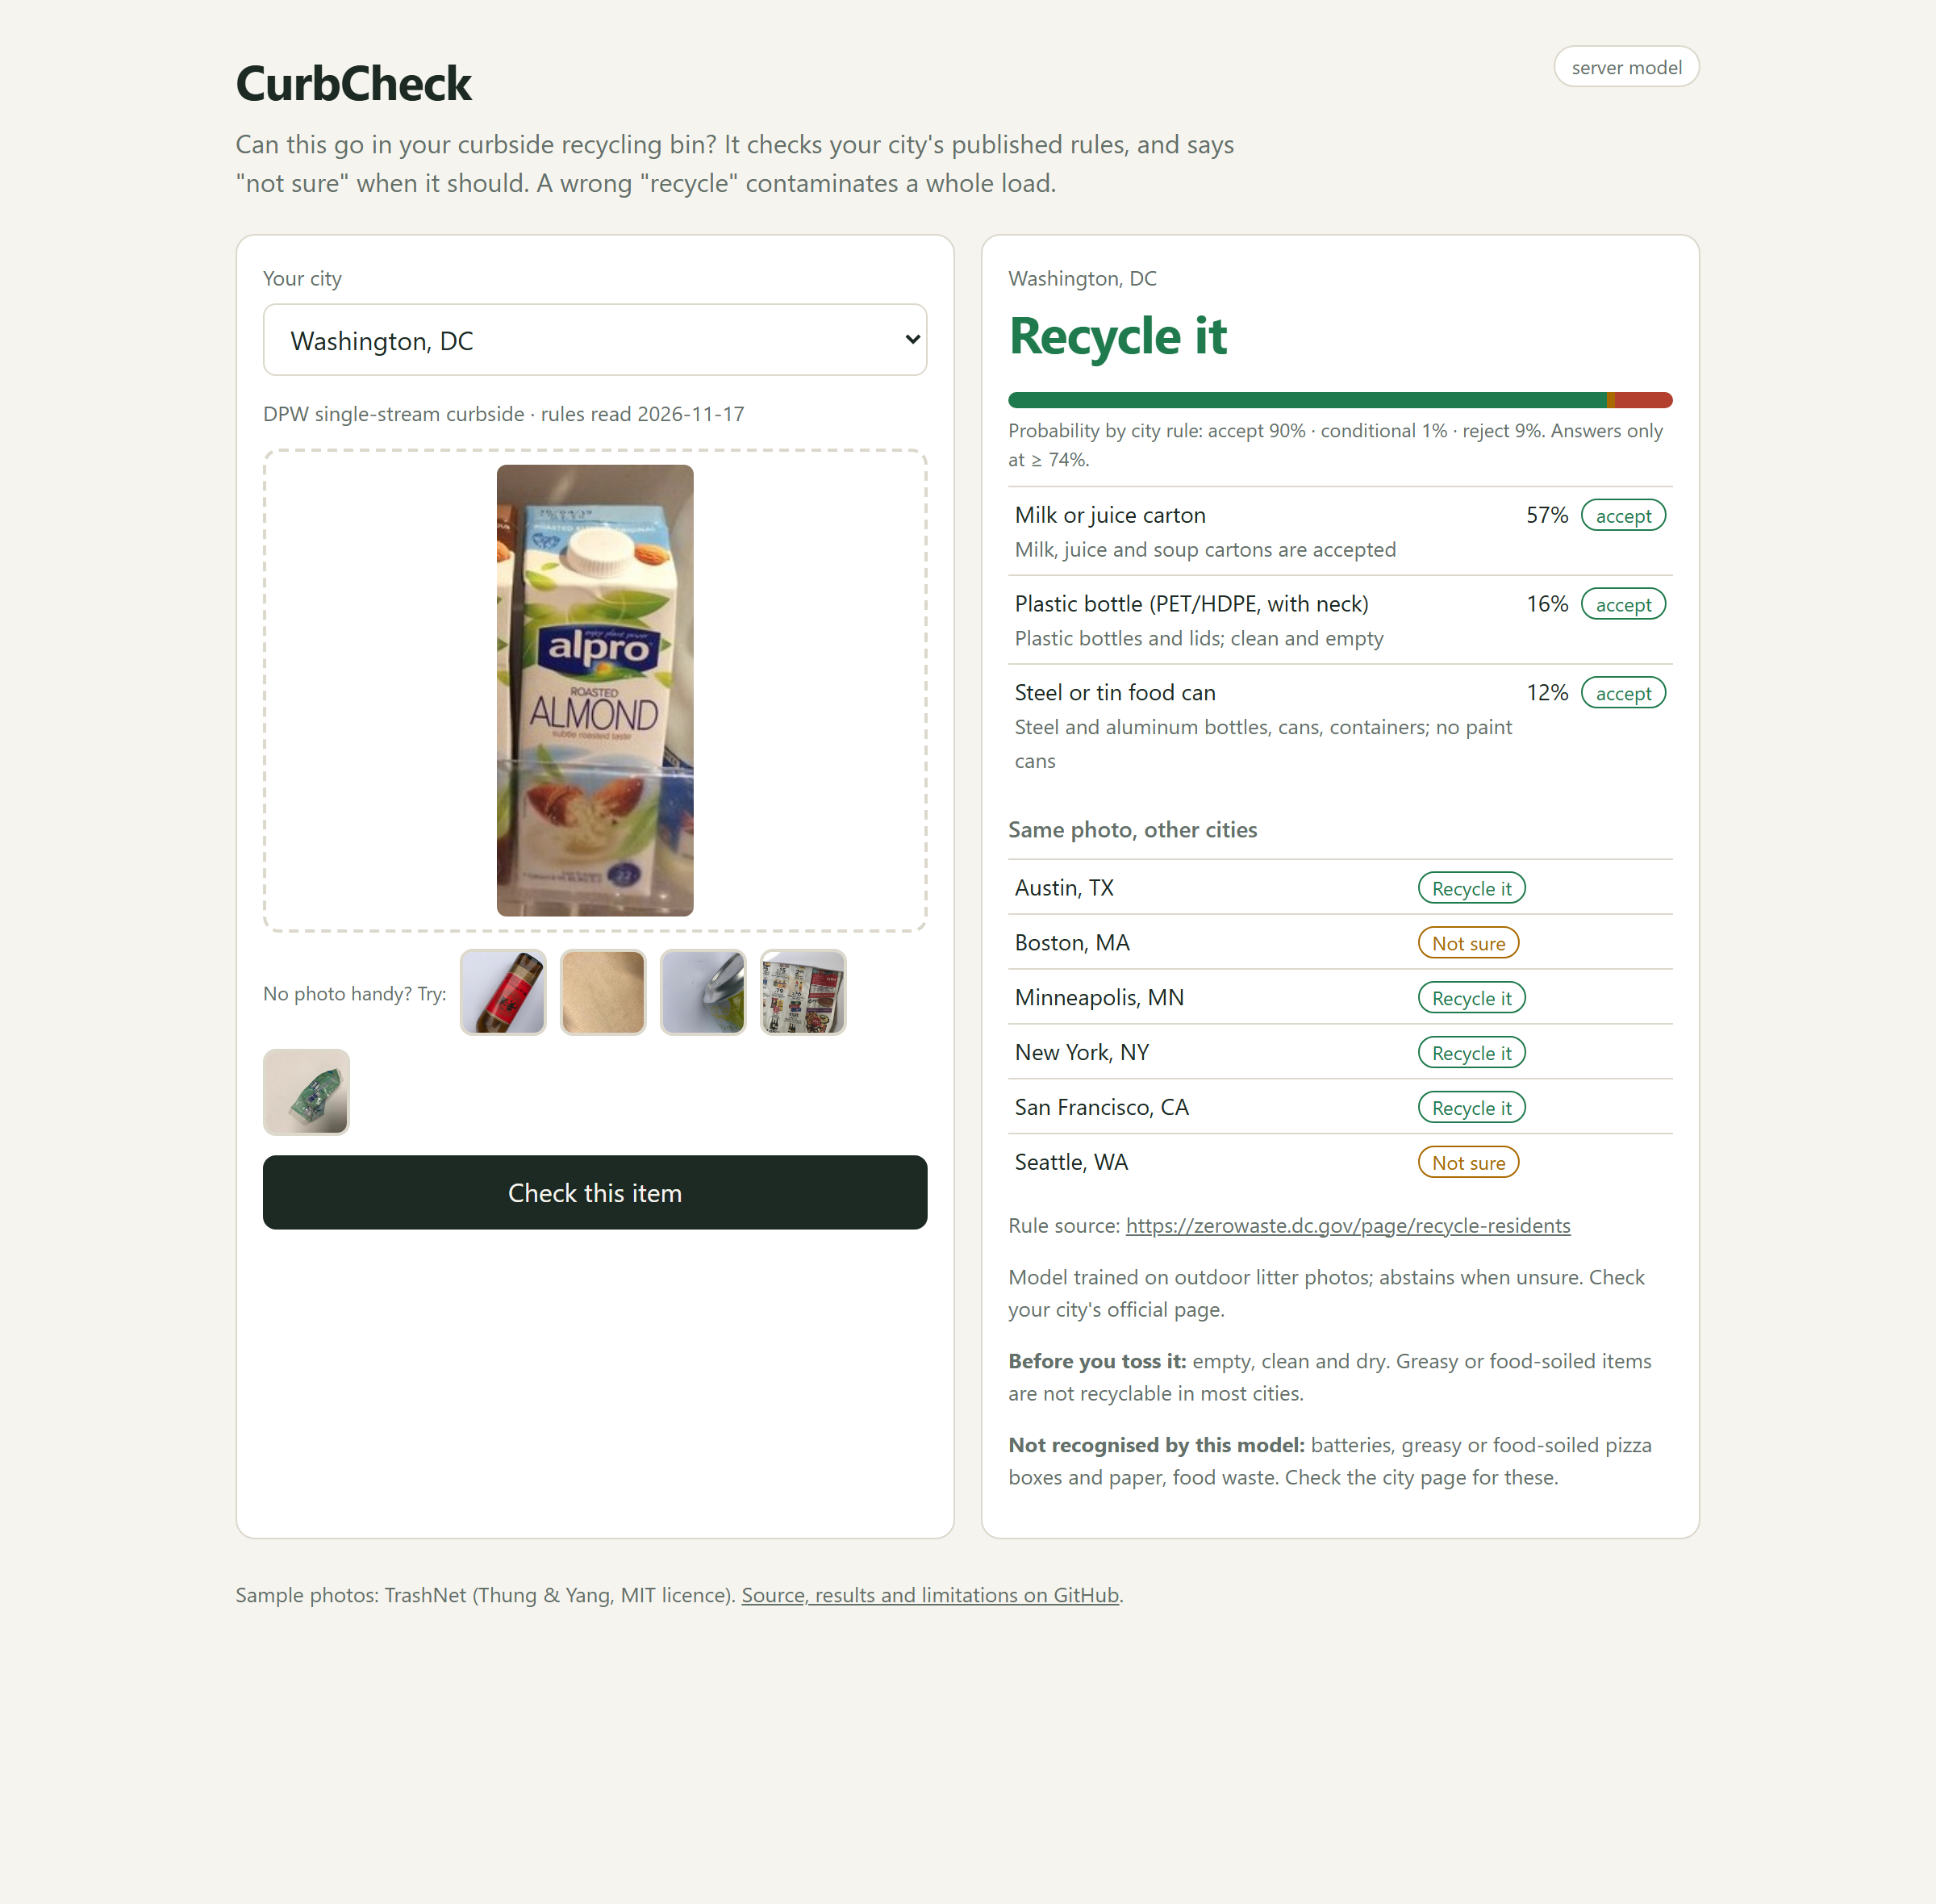 CurbCheck
server model
Can this go in your curbside recycling bin? It checks your city's published rules, and says
"not sure" when it should. A wrong "recycle" contaminates a whole load.
Your city
Washington, DC
DPW single-stream curbside · rules read 2026-11-17
enjoy plant power
alpro
ROASTED
ALMOND
subtle roasted taste
No photo handy? Try:
Check this item
Washington, DC
Recycle it
Probability by city rule: accept 90% · conditional 1% · reject 9%. Answers only
at ≥ 74%.
Milk or juice carton 57% accept
Milk, juice and soup cartons are accepted
Plastic bottle (PET/HDPE, with neck) 16% accept
Plastic bottles and lids; clean and empty
Steel or tin food can 12% accept
Steel and aluminum bottles, cans, containers; no paint
cans
Same photo, other cities
Austin, TX Recycle it
Boston, MA Not sure
Minneapolis, MN Recycle it
New York, NY Recycle it
San Francisco, CA Recycle it
Seattle, WA Not sure
Rule source: https://zerowaste.dc.gov/page/recycle-residents
Model trained on outdoor litter photos; abstains when unsure. Check
your city's official page.
Before you toss it: empty, clean and dry. Greasy or food-soiled items
are not recyclable in most cities.
Not recognised by this model: batteries, greasy or food-soiled pizza
boxes and paper, food waste. Check the city page for these.
Sample photos: TrashNet (Thung & Yang, MIT licence). Source, results and limitations on GitHub.